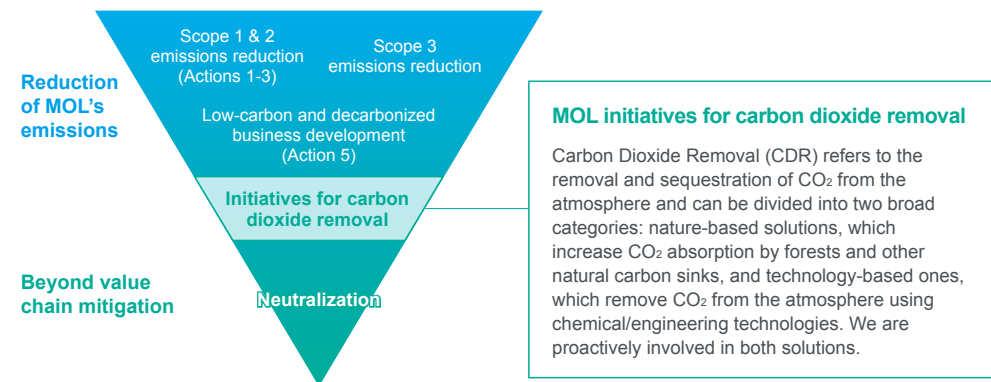 Scope 1 & 2
emissions reduction
(Actions 1-3)
Scope 3
emissions reduction
Reduction
of MOL's
emissions
Low-carbon and decarbonized
business development
(Action 5)
Initiatives for carbon
dioxide removal
Beyond value
chain mitigation
Neutralization
MOL initiatives for carbon dioxide removal
Carbon Dioxide Removal (CDR) refers to the
removal and sequestration of CO₂ from the
atmosphere and can be divided into two broad
categories: nature-based solutions, which
increase CO₂ absorption by forests and other
natural carbon sinks, and technology-based ones,
which remove CO₂ from the atmosphere using
chemical/engineering technologies. We are
proactively involved in both solutions.